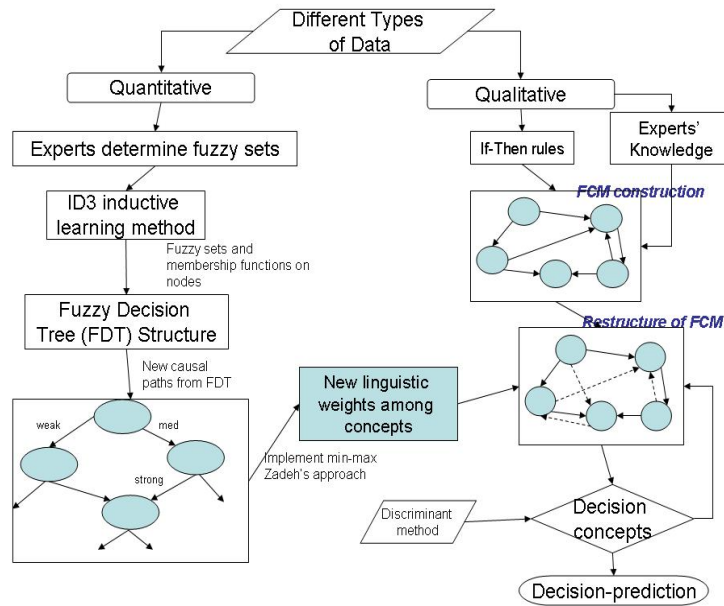 Different Types
of Data
Quantitative
Qualitative
Experts determine fuzzy sets
If-Then rules
Experts'
Knowledge
ID3 inductive
learning method
FCM construction
Fuzzy sets and
membership functions on
nodes
Fuzzy Decision
Tree (FDT) Structure
Restructure of FCM
New causal
paths from FDT
New linguistic
weights among
concepts
weak
med
strong
Implement min-max
Zadeh's approach
Discriminant
method
Decision
concepts
Decision-prediction